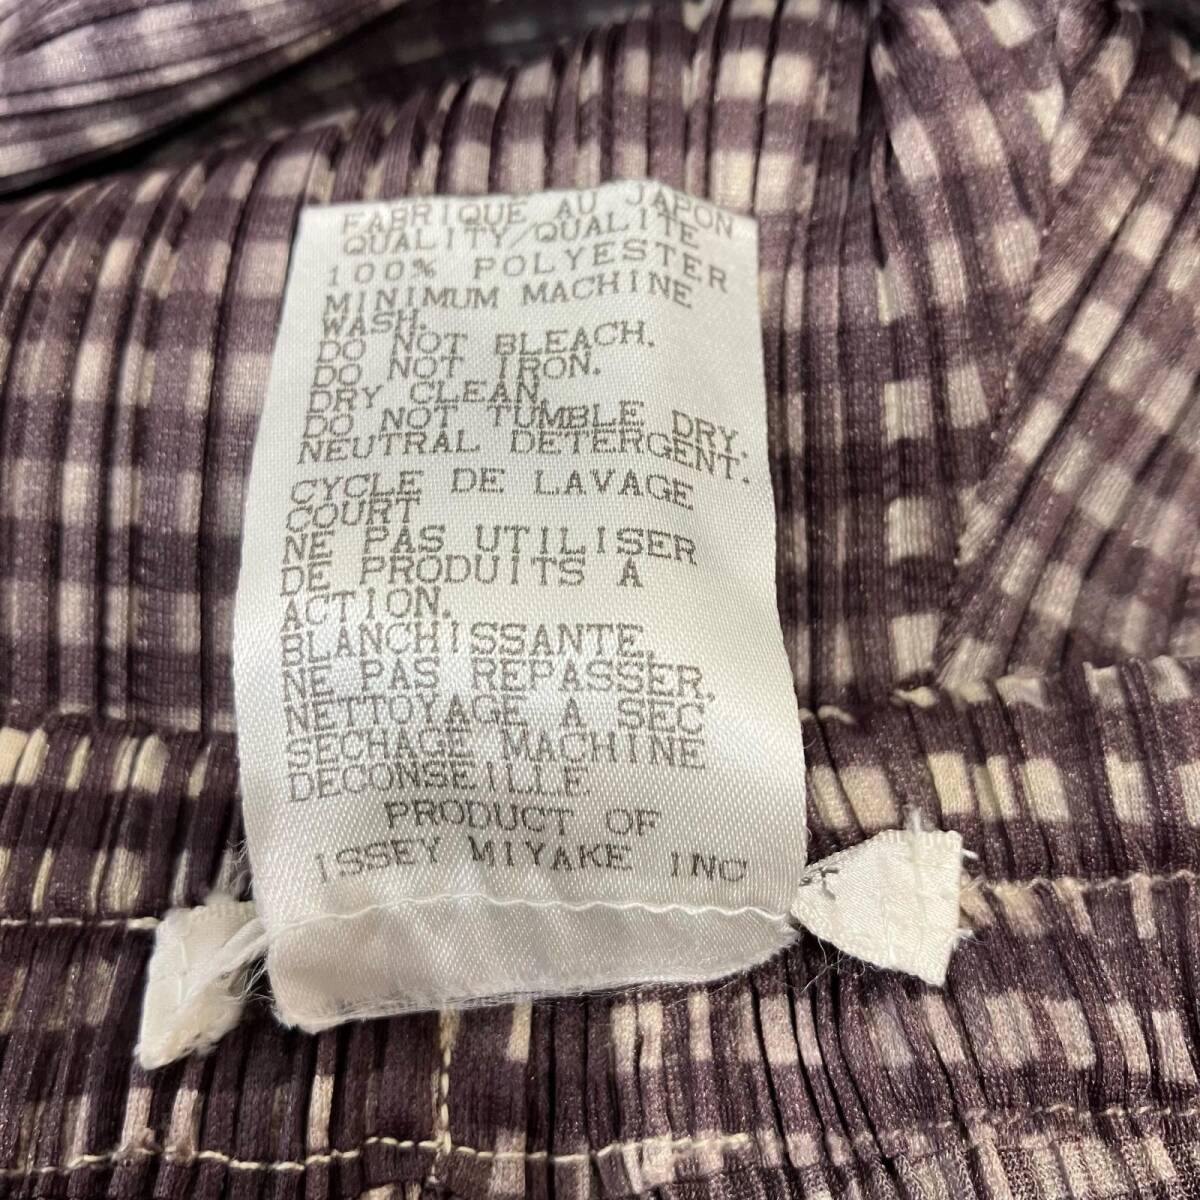 FABRIQUE AU JAPON
QUALITY/QUALITE
100% POLYESTER
MINIMUM MACHINE
WASH.
DO NOT BLEACH.
DO NOT IRON.
DRY CLEAN.
DO NOT TUMBLE DRY.
NEUTRAL DETERGENT.
CYCLE DE LAVAGE
COURT
NE PAS UTILISER
DE PRODUITS A
ACTION.
BLANCHISSANTE.
NE PAS REPASSER.
NETTOYAGE A SEC
SECHAGE MACHINE
DECONSEILLE
PRODUCT OF
ISSEY MIYAKE INC